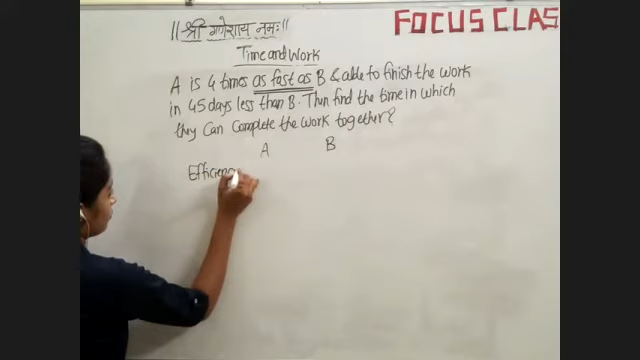 ||श्री गणेशाय नमः||
FOCUS CLAS
Time and Work
A is 4 times as fast as B & able to finish the work
in 45 days less than B. Then find the time in which
they can complete the work together?
A B
Efficienc